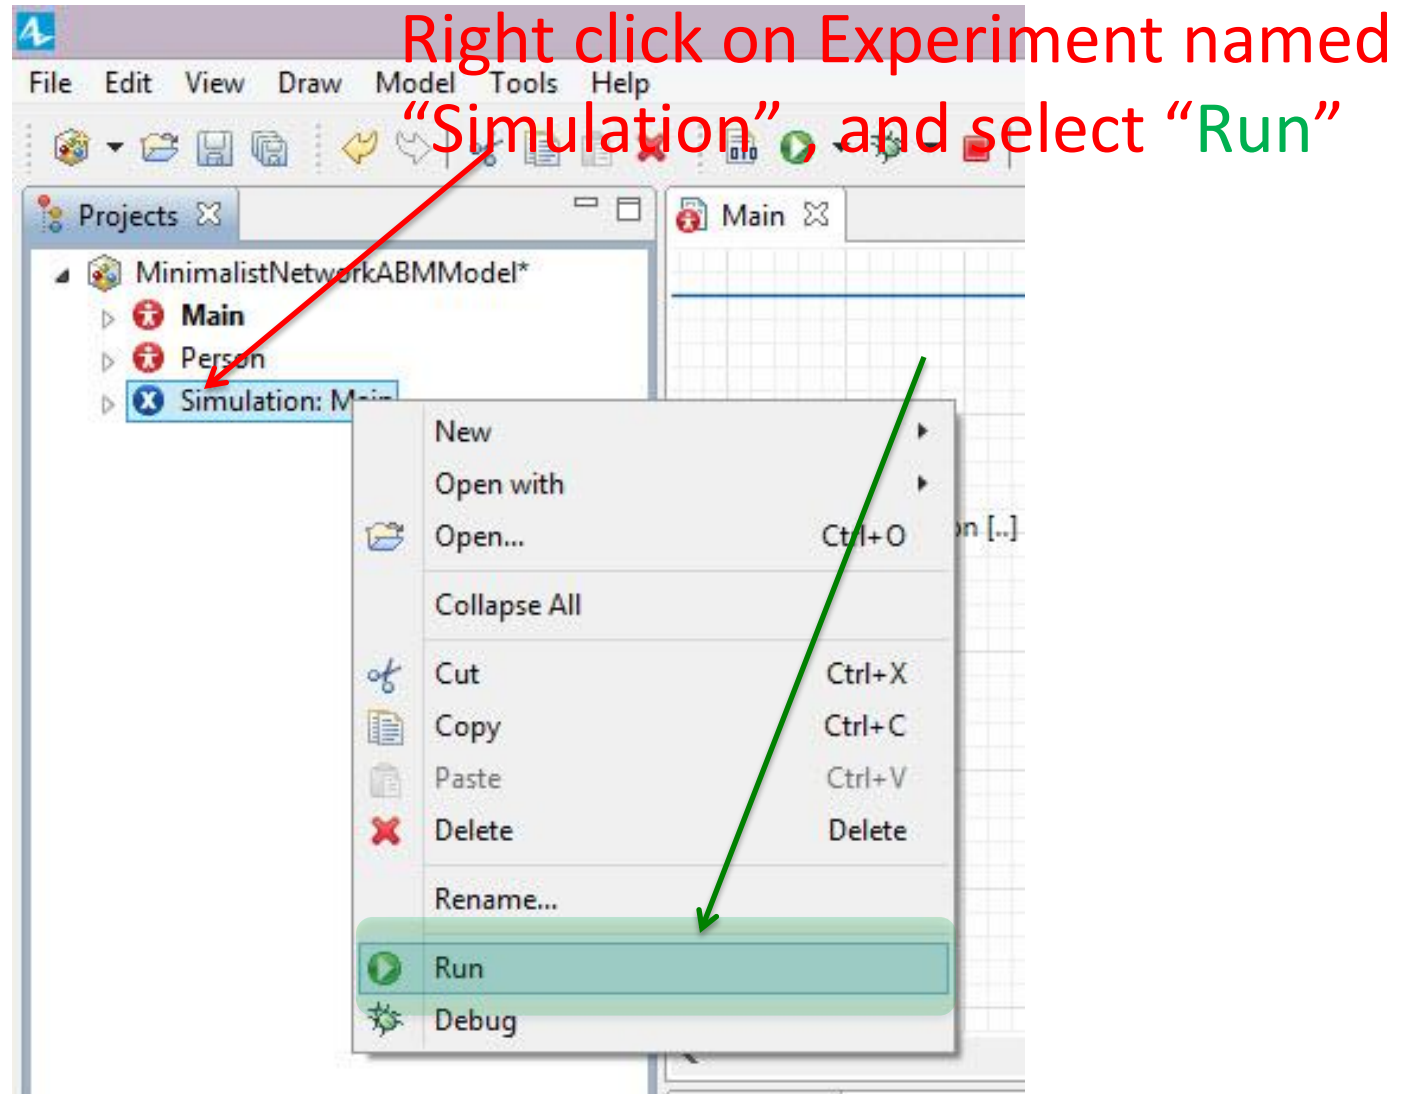 Right click on Experiment named
“Simulation” and select “Run”
File Edit View Draw Model Tools Help
Projects
Main
MinimalistNetworkABMModel*
Main
Person
Simulation: Main
New
Open with
Open... Ctrl+O
on [..]
Collapse All
Cut Ctrl+X
Copy Ctrl+C
Paste Ctrl+V
Delete Delete
Rename...
Run
Debug